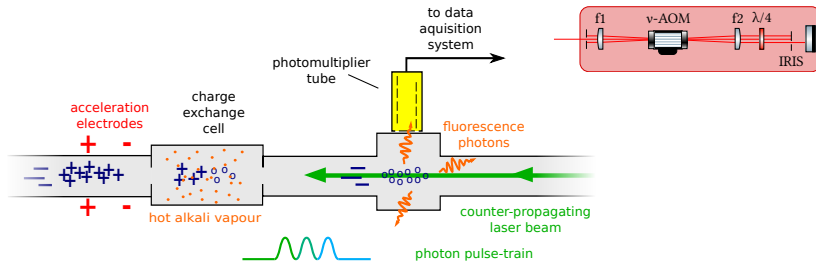 to data
aquisition
system
photomultiplier
tube
f1
ν-AOM
f2
λ/4
IRIS
acceleration
electrodes
charge
exchange
cell
fluorescence
photons
+ -
+ -
hot alkali vapour
counter-propagating
laser beam
photon pulse-train